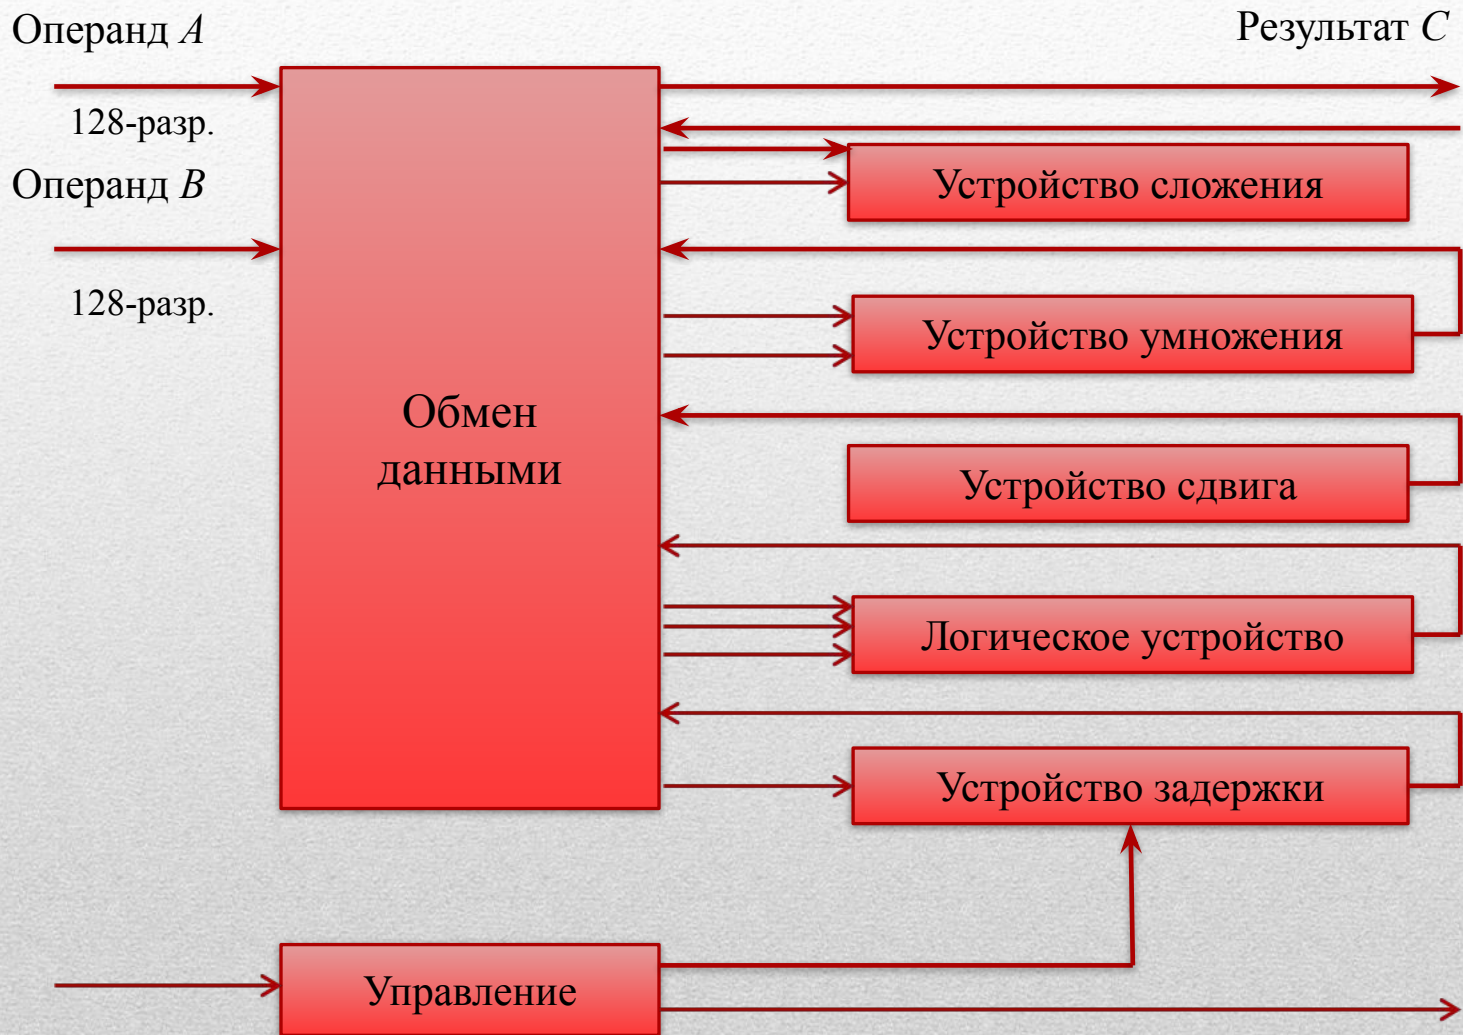 Операнд A
Результат C
128-разр.
Операнд B
128-разр.
Устройство сложения
Устройство умножения
Обмен
данными
Устройство сдвига
Логическое устройство
Устройство задержки
Управление